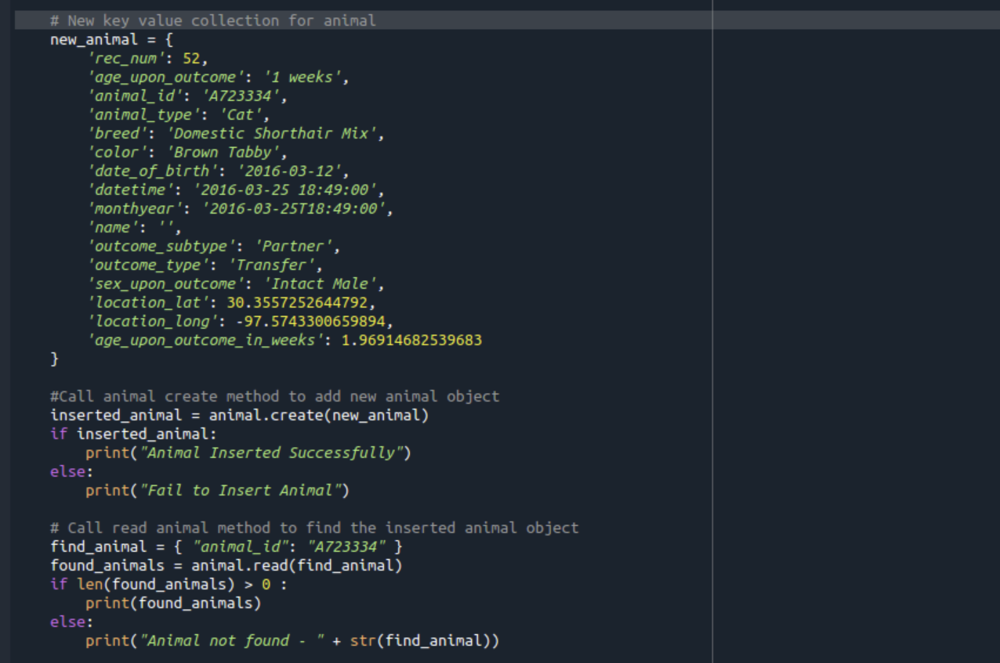 # New key value collection for animal
new_animal = {
    'rec_num': 52,
    'age_upon_outcome': '1 weeks',
    'animal_id': 'A723334',
    'animal_type': 'Cat',
    'breed': 'Domestic Shorthair Mix',
    'color': 'Brown Tabby',
    'date_of_birth': '2016-03-12',
    'datetime': '2016-03-25 18:49:00',
    'monthyear': '2016-03-25T18:49:00',
    'name': '',
    'outcome_subtype': 'Partner',
    'outcome_type': 'Transfer',
    'sex_upon_outcome': 'Intact Male',
    'location_lat': 30.3557252644792,
    'location_long': -97.5743300659894,
    'age_upon_outcome_in_weeks': 1.96914682539683
}

#Call animal create method to add new animal object
inserted_animal = animal.create(new_animal)
if inserted_animal:
    print("Animal Inserted Successfully")
else:
    print("Fail to Insert Animal")

# Call read animal method to find the inserted animal object
find_animal = { "animal_id": "A723334" }
found_animals = animal.read(find_animal)
if len(found_animals) > 0 :
    print(found_animals)
else:
    print("Animal not found - " + str(find_animal))